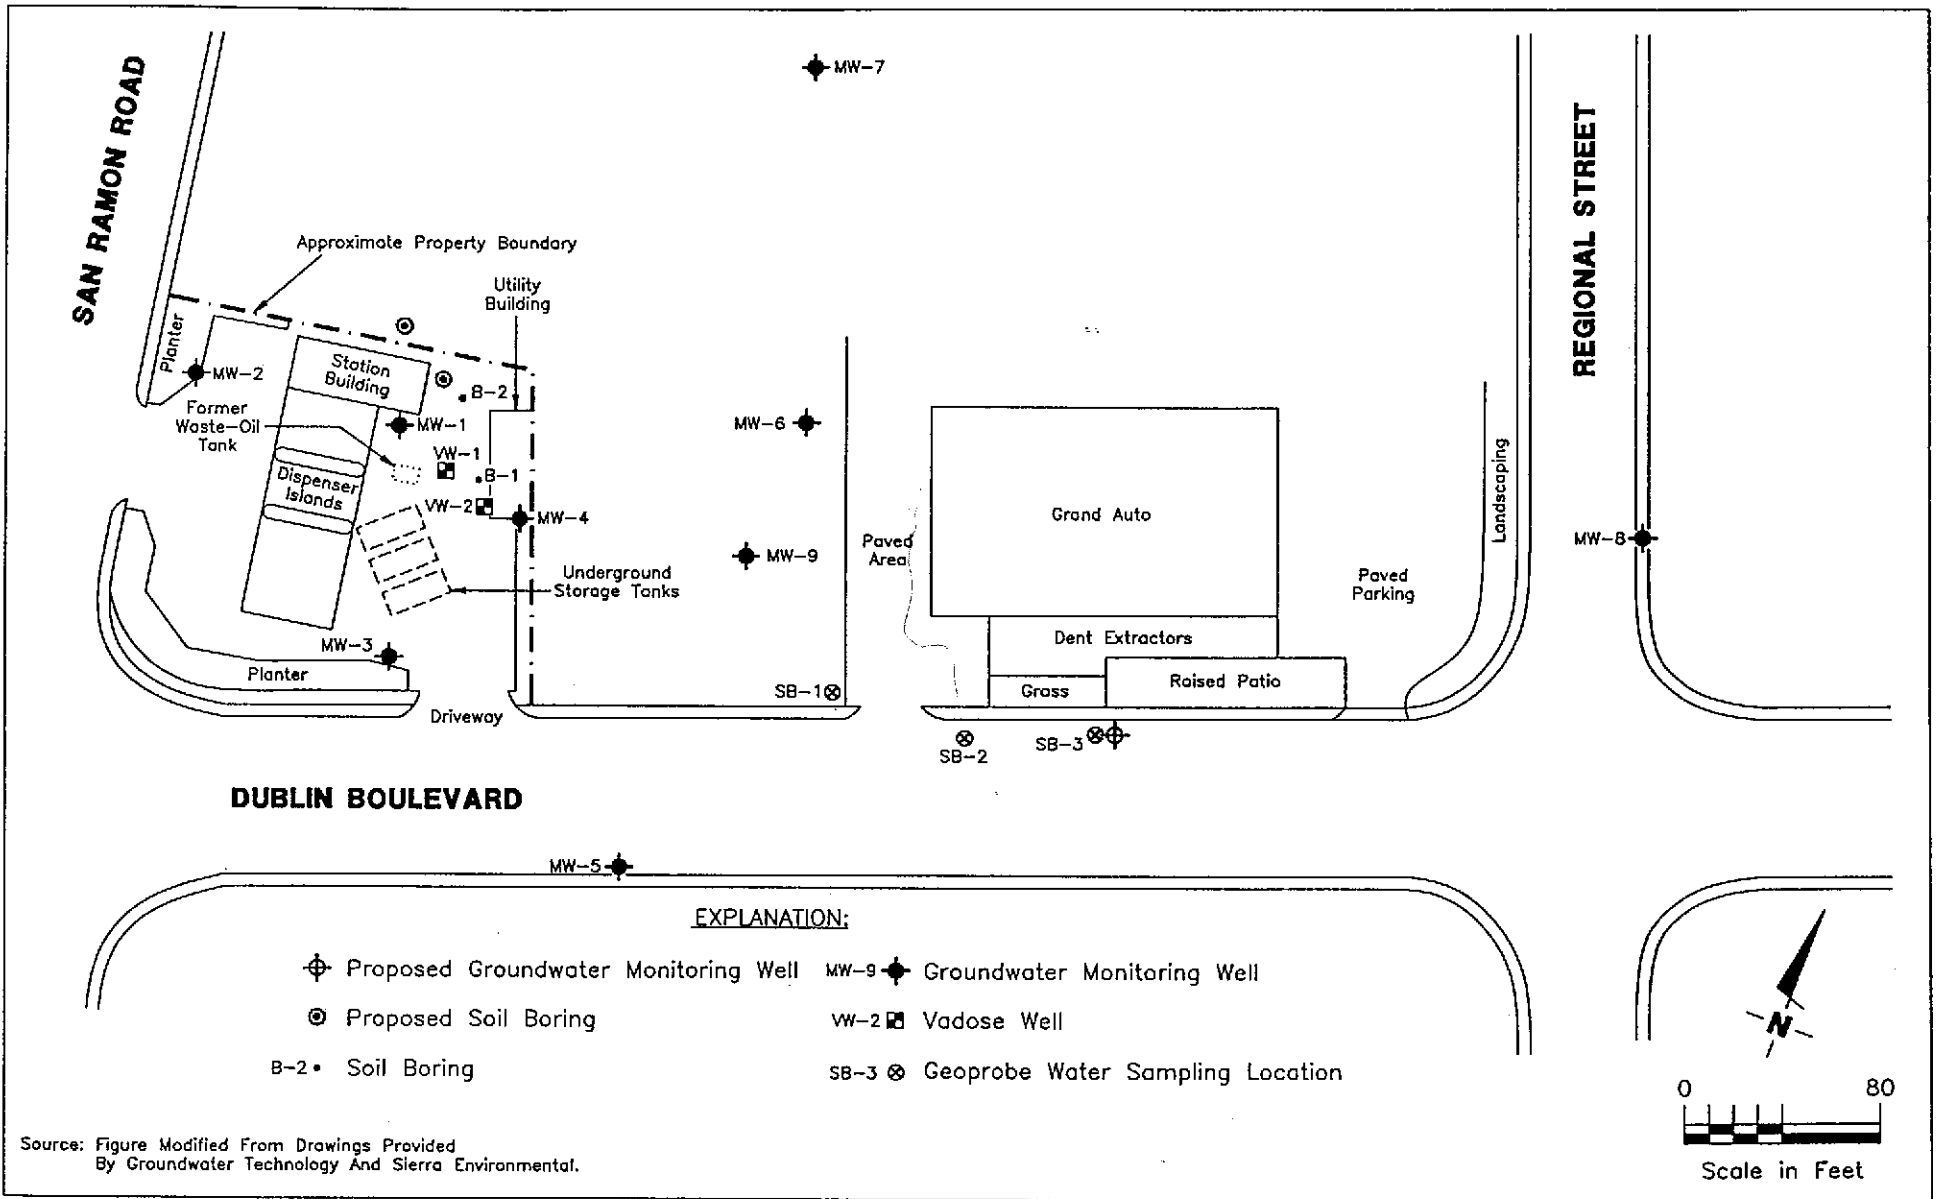 SAN RAMON ROAD
MW-7
REGIONAL STREET
Approximate Property Boundary
Utility
Building
Planter
MW-2
Station
Building
B-2
Former
Waste-Oil
Tank
MW-1
MW-6
VW-1
B-1
Dispenser
Islands
VW-2
MW-4
Grand Auto
Landscaping
MW-8
MW-9
Paved
Area
Underground
Storage Tanks
Paved
Parking
MW-3
Dent Extractors
Planter
SB-1
Grass
Raised Patio
Driveway
SB-2
SB-3
DUBLIN BOULEVARD
MW-5
EXPLANATION:
Proposed Groundwater Monitoring Well
MW-9 Groundwater Monitoring Well
Proposed Soil Boring
VW-2 Vadose Well
B-2 Soil Boring
SB-3 Geoprobe Water Sampling Location
N
0 80
Scale in Feet
Source: Figure Modified From Drawings Provided
By Groundwater Technology And Sierra Environmental.